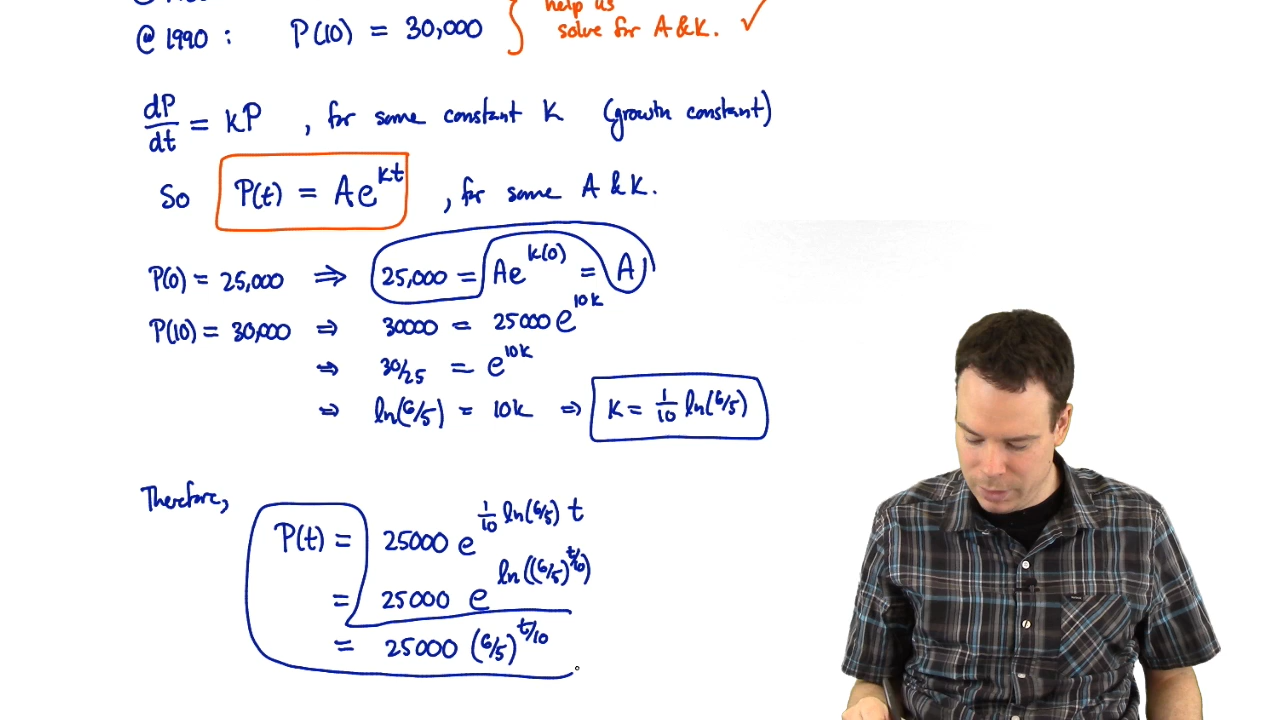 help us
@ 1990 : P(10) = 30,000 } solve for A & K. ✓
dP/dt = KP , for some constant K (growth constant)
So P(t) = Ae^{Kt} , for some A & K.
P(0) = 25,000 ⇒ 25,000 = Ae^{K(0)} = A
P(10) = 30,000 ⇒ 30000 = 25000 e^{10K}
⇒ 30/25 = e^{10K}
⇒ ln(6/5) = 10K ⇒ K = 1/10 ln(6/5)
Therefore,
P(t) = 25000 e^{1/10 ln(6/5) t}
= 25000 e^{ln((6/5)^{t/10})}
= 25000 (6/5)^{t/10}